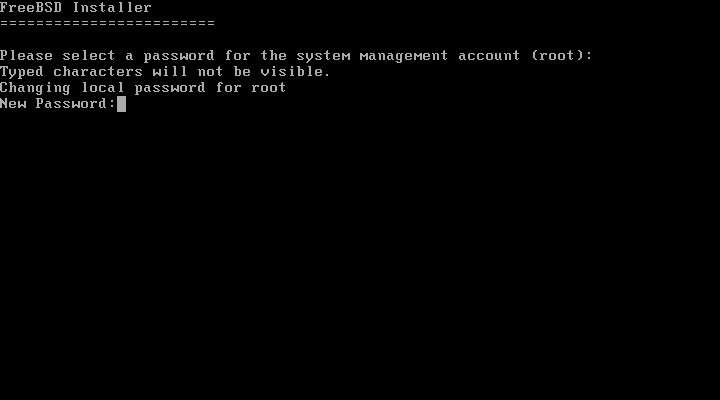 FreeBSD Installer
========================
Please select a password for the system management account (root):
Typed characters will not be visible.
Changing local password for root
New Password: